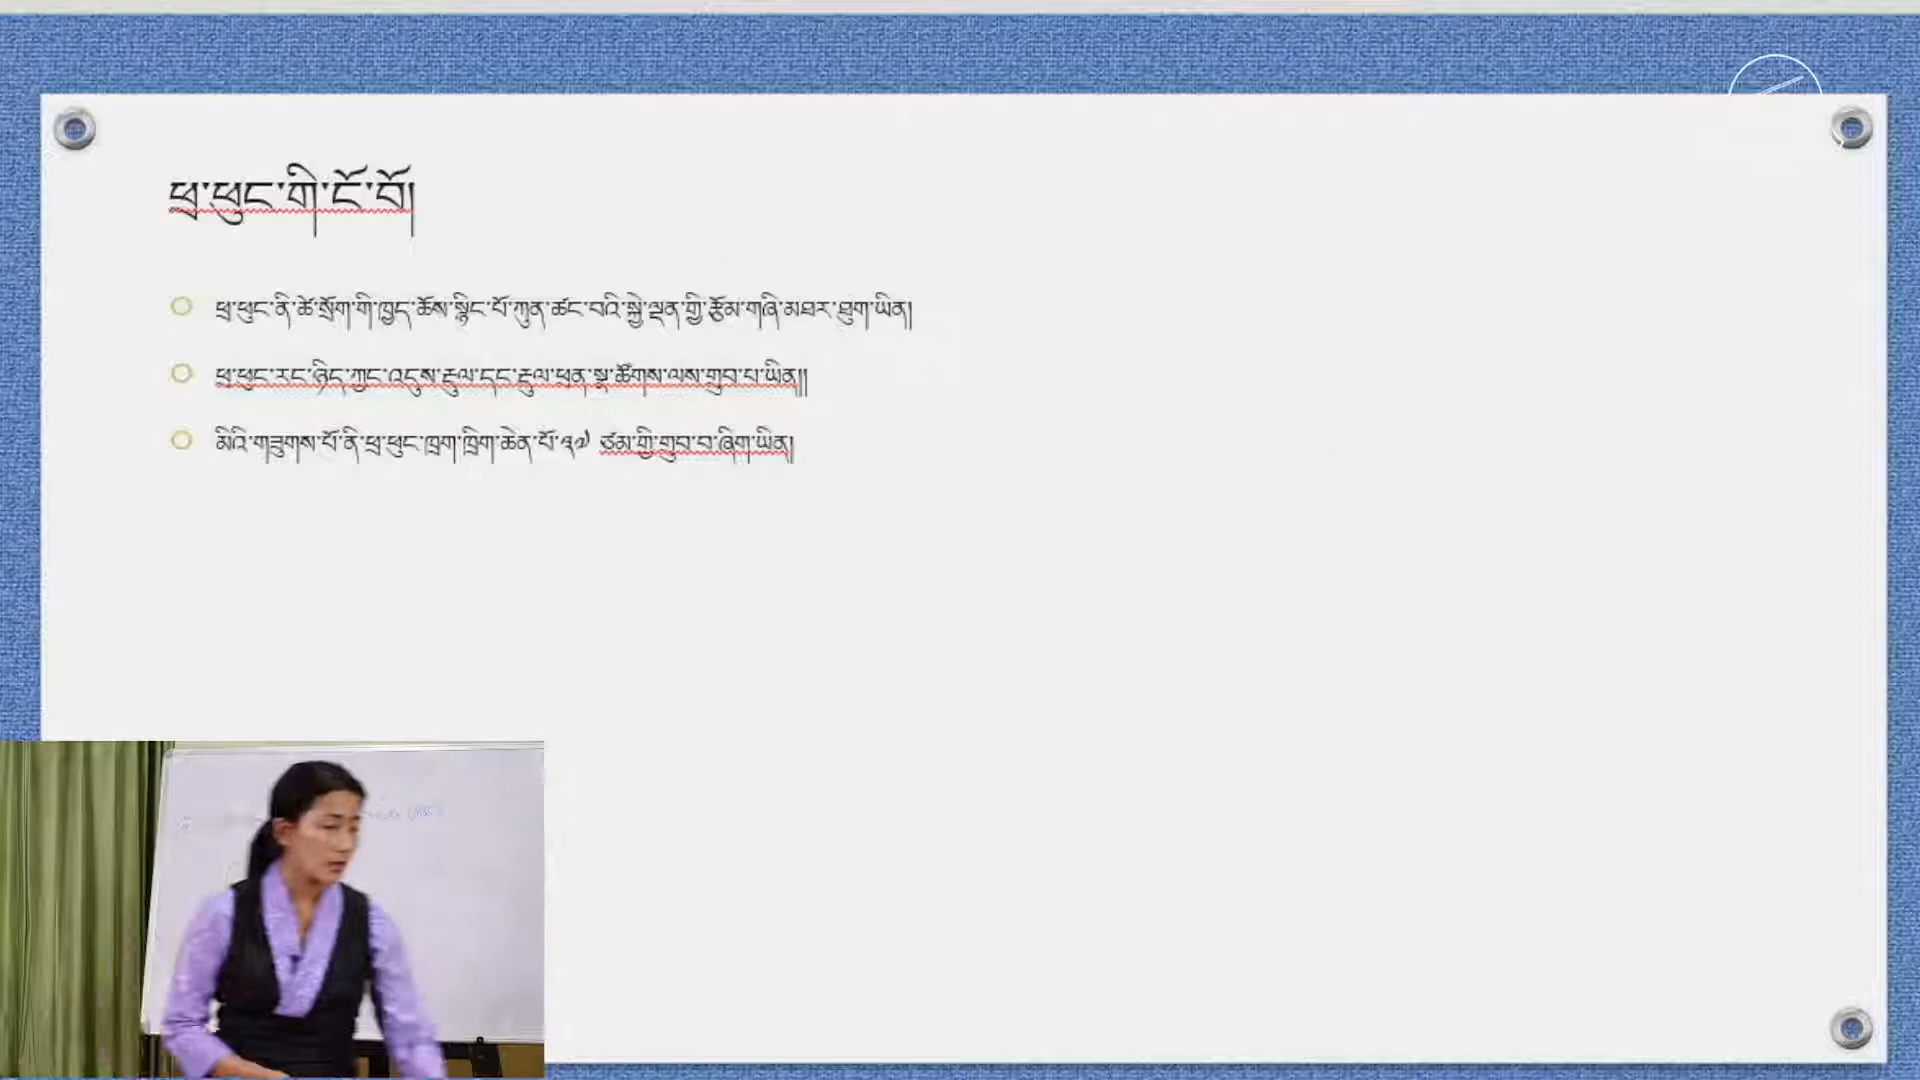 ཕྲ་ཕུང་གི་ངོ་བོ།
ཕྲ་ཕུང་ནི་ཚེ་སྲོག་གི་ཁྱད་ཆོས་སྙིང་པོ་ཀུན་ཚང་བའི་སྐྱེ་ལྡན་གྱི་རྩོམ་གཞི་མཐར་ཐུག་ཡིན།
ཕྲ་ཕུང་རང་ཉིད་ཀྱང་འདུས་རྡུལ་དང་རྡུལ་ཕྲན་སྣ་ཚོགས་ལས་གྲུབ་པ་ཡིན།།
མིའི་གཟུགས་པོ་ནི་ཕྲ་ཕུང་ཁྲག་ཁྲིག་ཆེན་པོ་༣༧ ཙམ་གྱི་གྲུབ་བ་ཞིག་ཡིན།